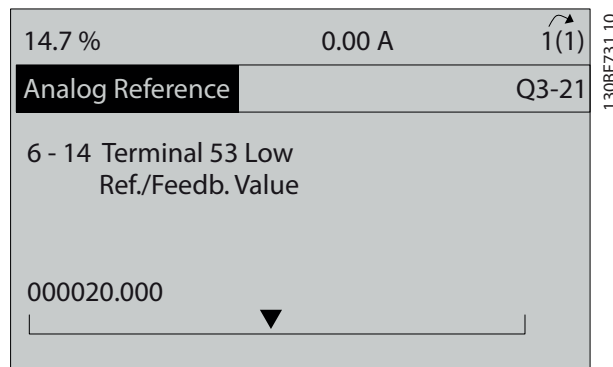 14.7 % 0.00 A 1(1)
Analog Reference Q3-21
6 - 14 Terminal 53 Low
Ref./Feedb. Value
000020.000
130BF731.10